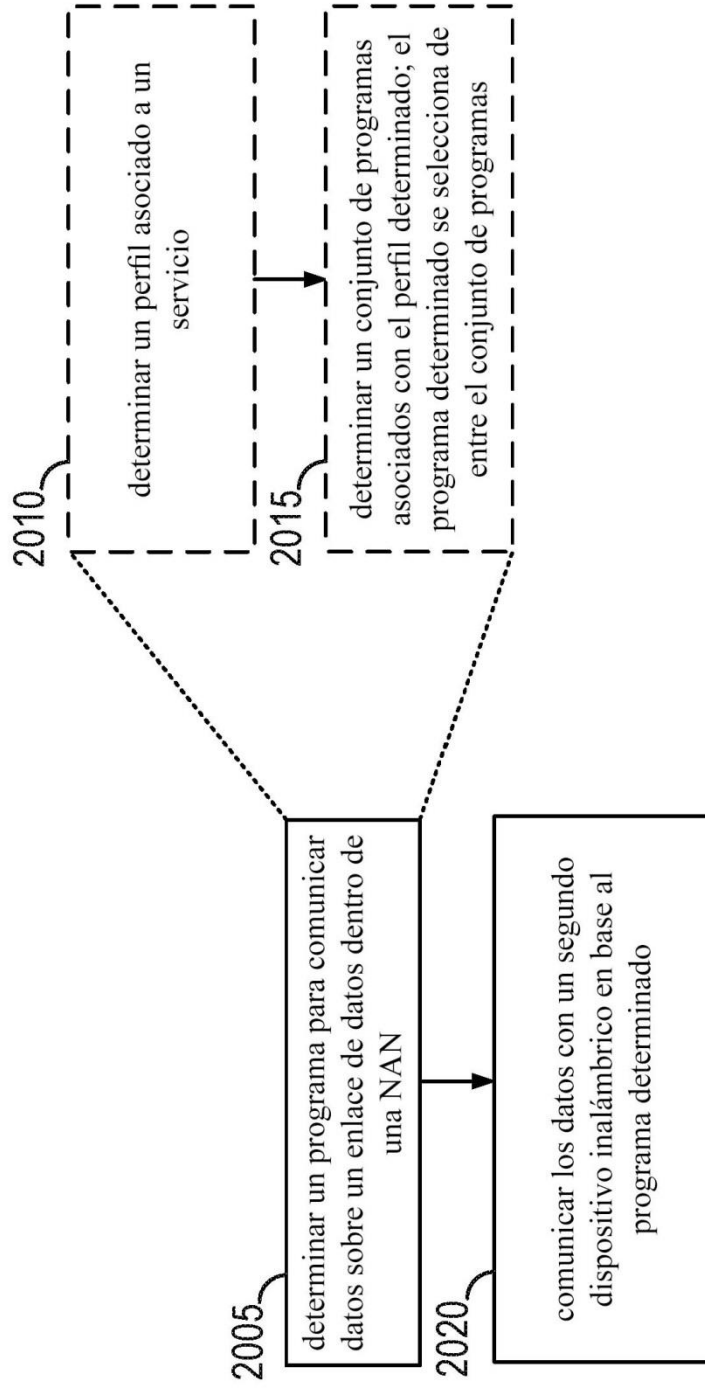 2005
determinar un programa para comunicar
datos sobre un enlace de datos dentro de
una NAN
2020
comunicar los datos con un segundo
dispositivo inalámbrico en base al
programa determinado
2010
determinar un perfil asociado a un
servicio
2015
determinar un conjunto de programas
asociados con el perfil determinado; el
programa determinado se selecciona de
entre el conjunto de programas